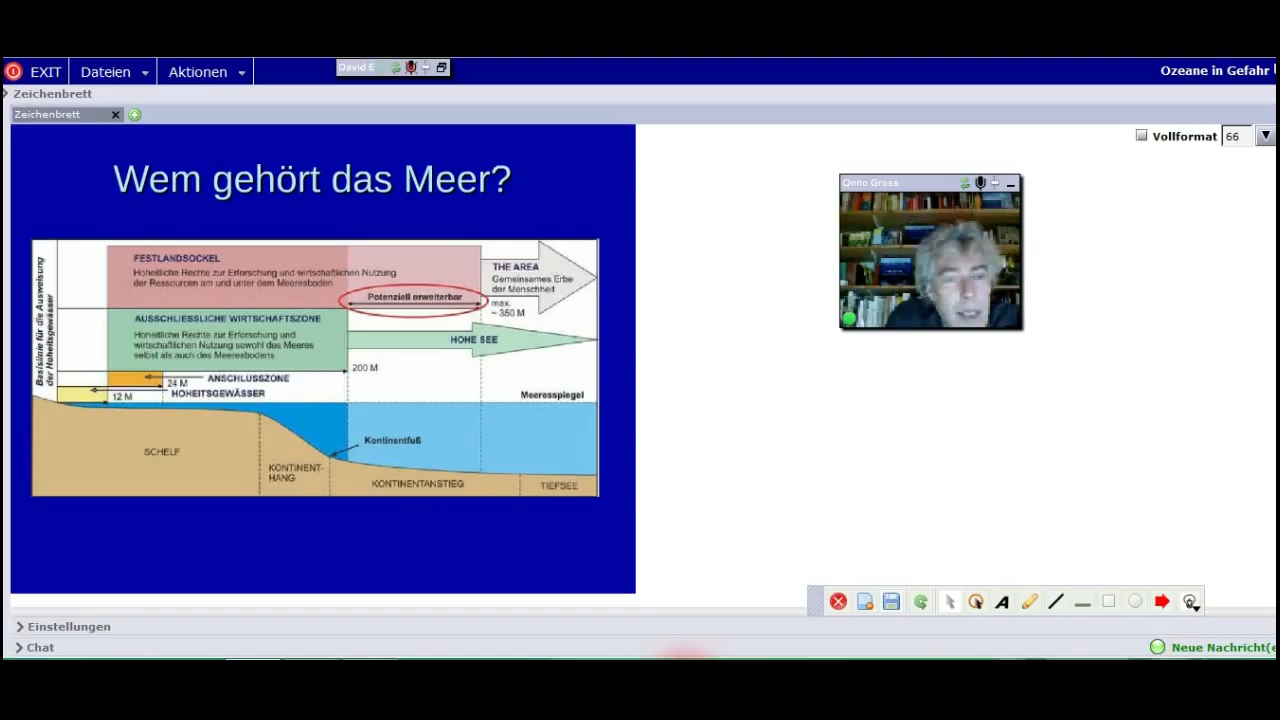 EXIT Dateien Aktionen
David E
Ozeane in Gefahr
Zeichenbrett
Zeichenbrett
Vollformat 66
Wem gehört das Meer?
Onno Gross
Basislinie für die Ausweisung
der Hoheitsgewässer
FESTLANDSOCKEL
Hoheitliche Rechte zur Erforschung und wirtschaftlichen Nutzung
der Ressourcen am und unter dem Meeresboden
Potenziell erweiterbar
THE AREA
Gemeinsames Erbe
der Menschheit
max.
~ 350 M
AUSSCHLIESSLICHE WIRTSCHAFTSZONE
Hoheitliche Rechte zur Erforschung und
wirtschaftlichen Nutzung sowohl des Meeres
selbst als auch des Meeresbodens
HOHE SEE
200 M
24 M
ANSCHLUSSZONE
12 M
HOHEITSGEWÄSSER
Meeresspiegel
Kontinentfuß
SCHELF
KONTINENT-
HANG
KONTINENTANSTIEG
TIEFSEE
Einstellungen
Chat
Neue Nachricht(e